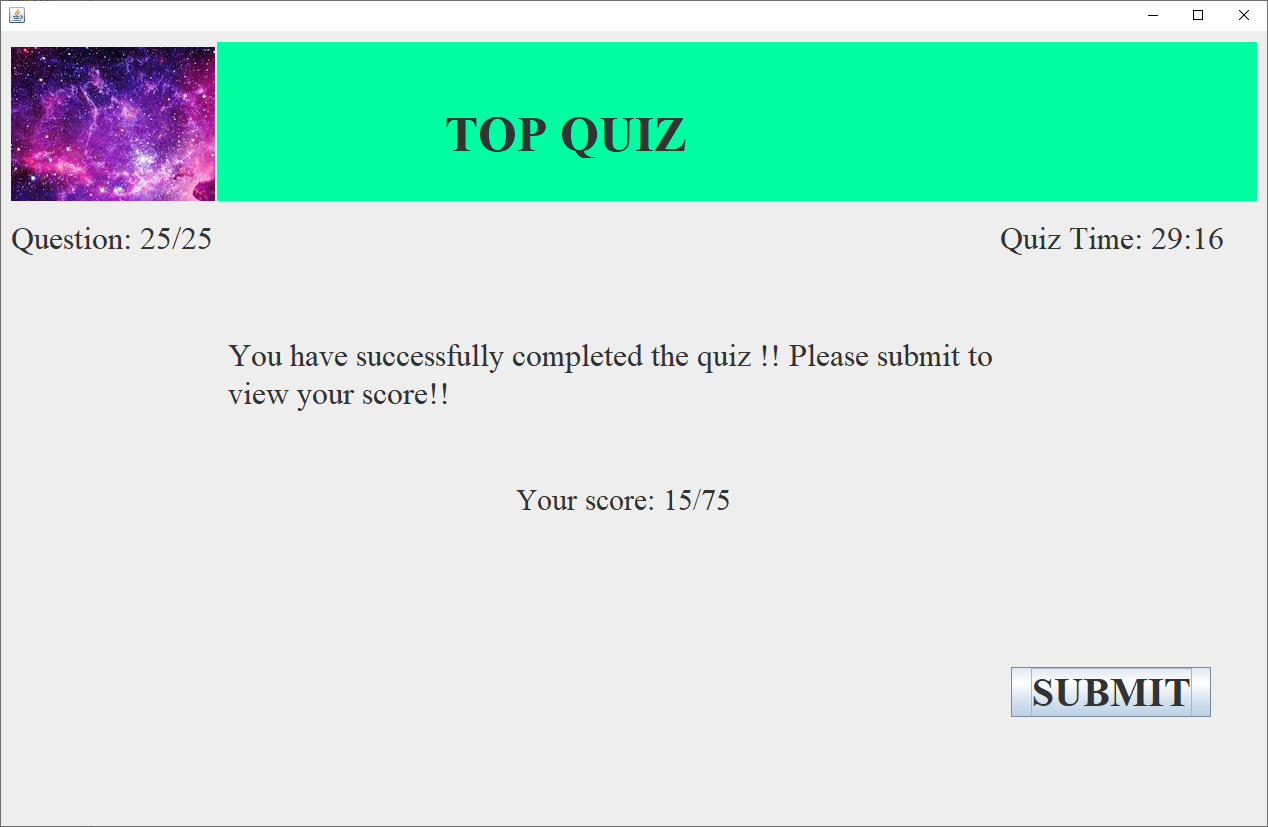 TOP QUIZ
Question: 25/25
Quiz Time: 29:16
You have successfully completed the quiz !! Please submit to
view your score!!
Your score: 15/75
SUBMIT